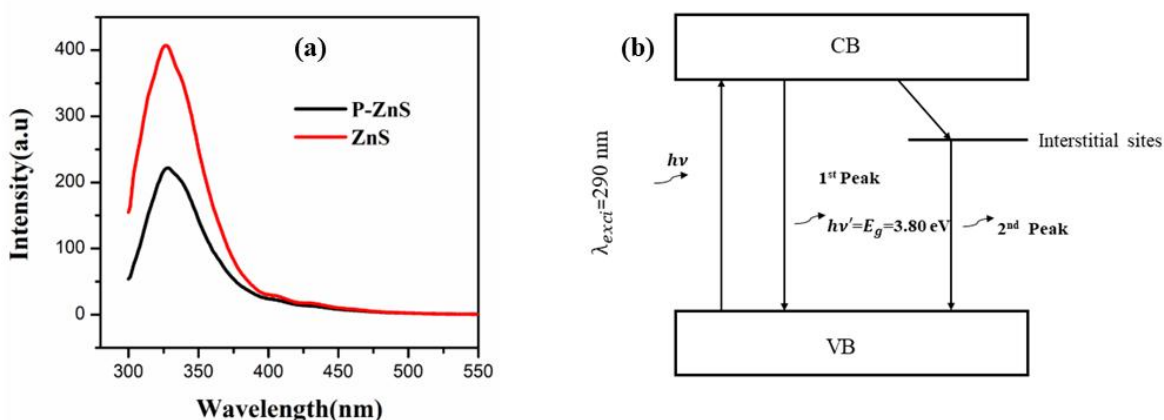 (a)
400
300
200
100
0
Intensity(a.u)
P-ZnS
ZnS
300 350 400 450 500 550
Wavelength(nm)
(b)
CB
Interstitial sites
λexci=290 nm
hν
1st Peak
hν'=Eg=3.80 eV
2nd Peak
VB